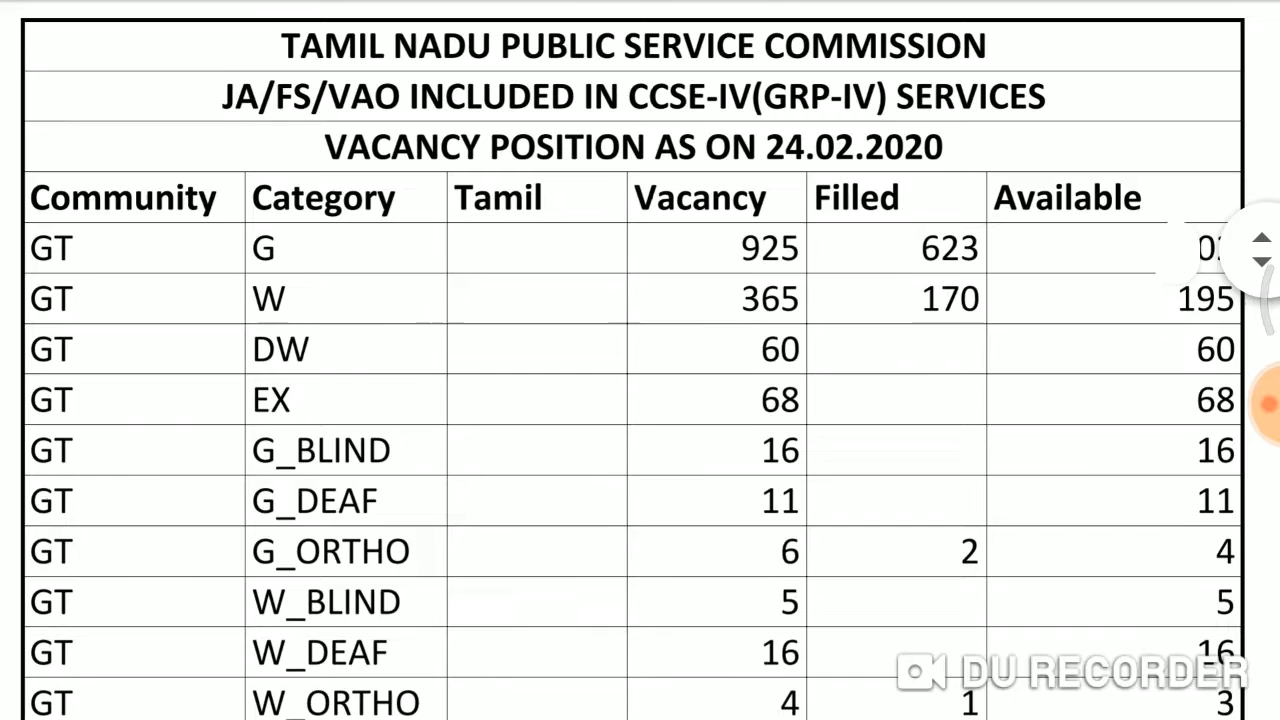 TAMIL NADU PUBLIC SERVICE COMMISSION
JA/FS/VAO INCLUDED IN CCSE-IV(GRP-IV) SERVICES
VACANCY POSITION AS ON 24.02.2020
Community Category Tamil Vacancy Filled Available
GT G 925 623
GT W 365 170 195
GT DW 60 60
GT EX 68 68
GT G_BLIND 16 16
GT G_DEAF 11 11
GT G_ORTHO 6 2 4
GT W_BLIND 5 5
GT W_DEAF 16 16
DU RECORDER
GT W_ORTHO 4 1 3